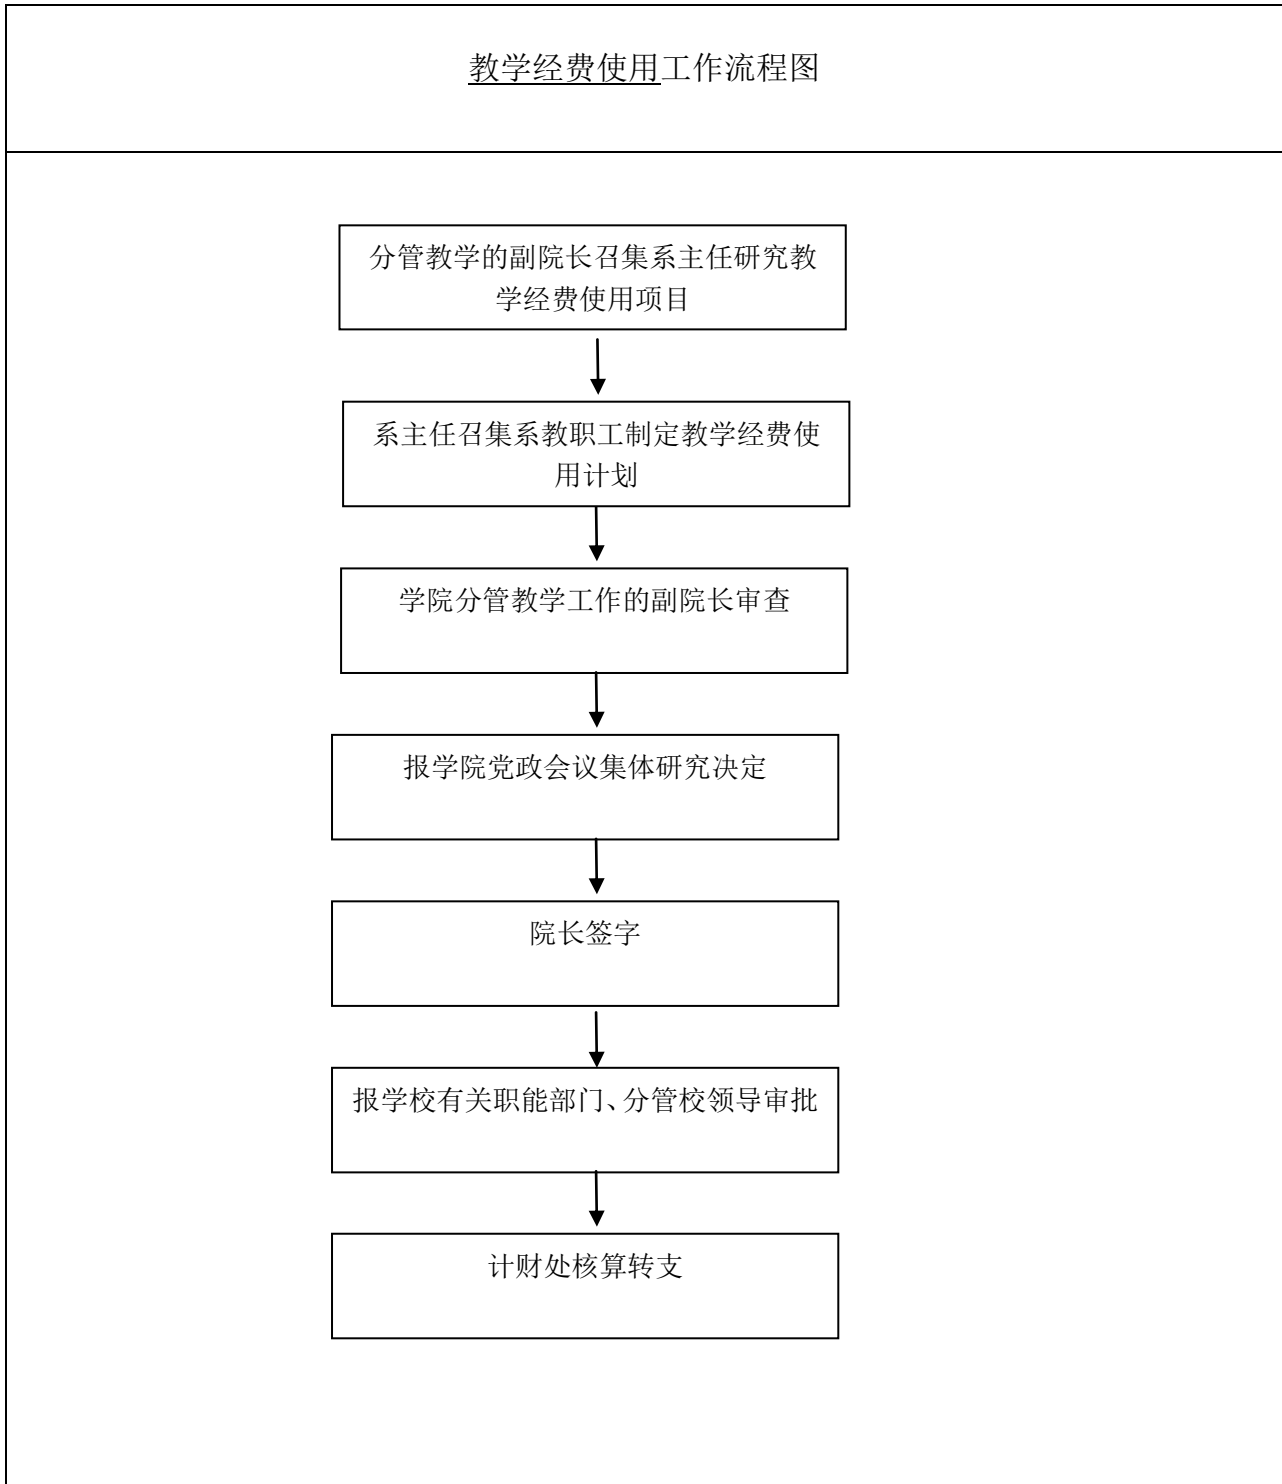 教学经费使用工作流程图
分管教学的副院长召集系主任研究教
学经费使用项目
系主任召集系教职工制定教学经费使
用计划
学院分管教学工作的副院长审查
报学院党政会议集体研究决定
院长签字
报学校有关职能部门、分管校领导审批
计财处核算转支